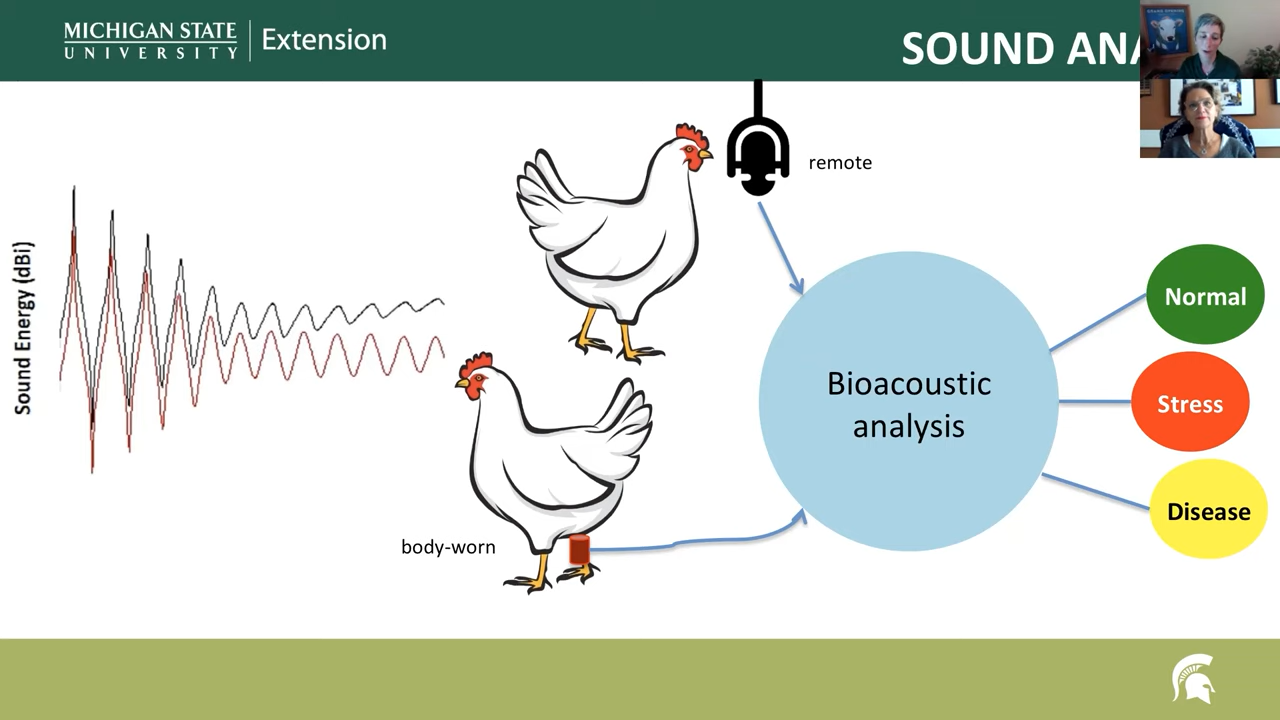 MICHIGAN STATE
UNIVERSITY
Extension
SOUND ANA
remote
Sound Energy (dBi)
Normal
Bioacoustic
analysis
Stress
Disease
body-worn